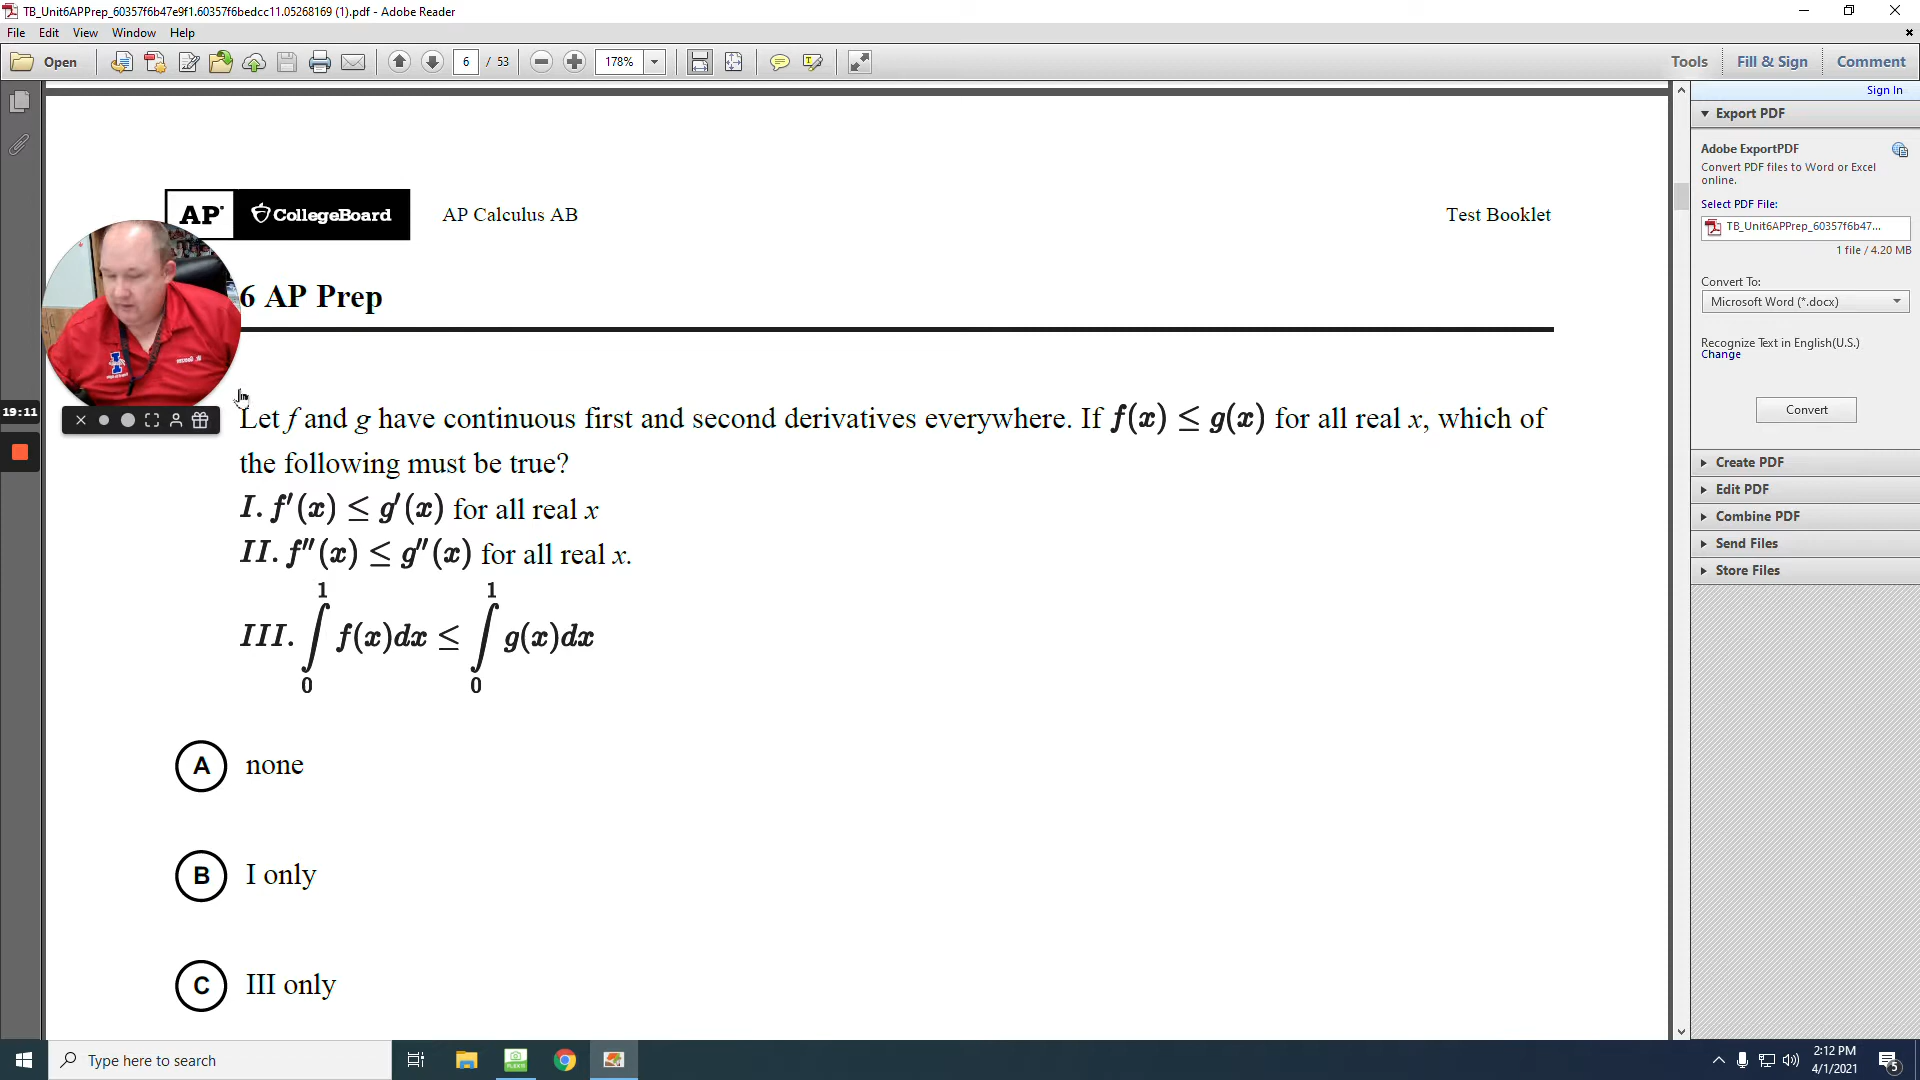 TB_Unit6APPrep_60357f6b47e9f1.60357f6bedcc11.05268169 (1).pdf - Adobe Reader
File Edit View Window Help
Open 6 / 53 178% Tools Fill & Sign Comment
Sign In
Export PDF
Adobe ExportPDF
Convert PDF files to Word or Excel
online.
Select PDF File:
TB_Unit6APPrep_60357f6b47...
1 file / 4.20 MB
Convert To:
Microsoft Word (*.docx)
Recognize Text in English(U.S.)
Change
Convert
Create PDF
Edit PDF
Combine PDF
Send Files
Store Files
AP CollegeBoard AP Calculus AB Test Booklet
6 AP Prep
19:11
Let f and g have continuous first and second derivatives everywhere. If f(x) ≤ g(x) for all real x, which of
the following must be true?
I. f′(x) ≤ g′(x) for all real x
II. f″(x) ≤ g″(x) for all real x.
III. ∫₀¹ f(x)dx ≤ ∫₀¹ g(x)dx
A none
B I only
C III only
Type here to search
2:12 PM
4/1/2021
5